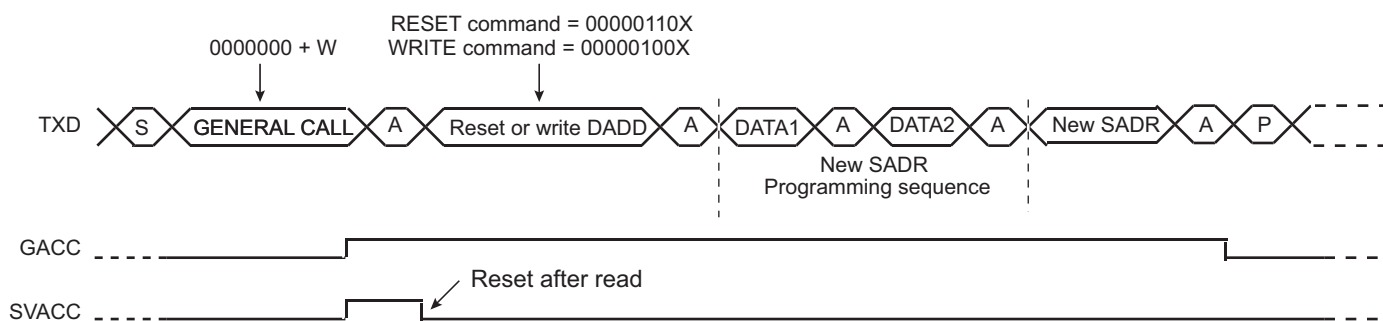 RESET command = 00000110X
0000000 + W
WRITE command = 00000100X
TXD S GENERAL CALL A Reset or write DADD A DATA1 A DATA2 A New SADR A P
New SADR
Programming sequence
GACC
Reset after read
SVACC